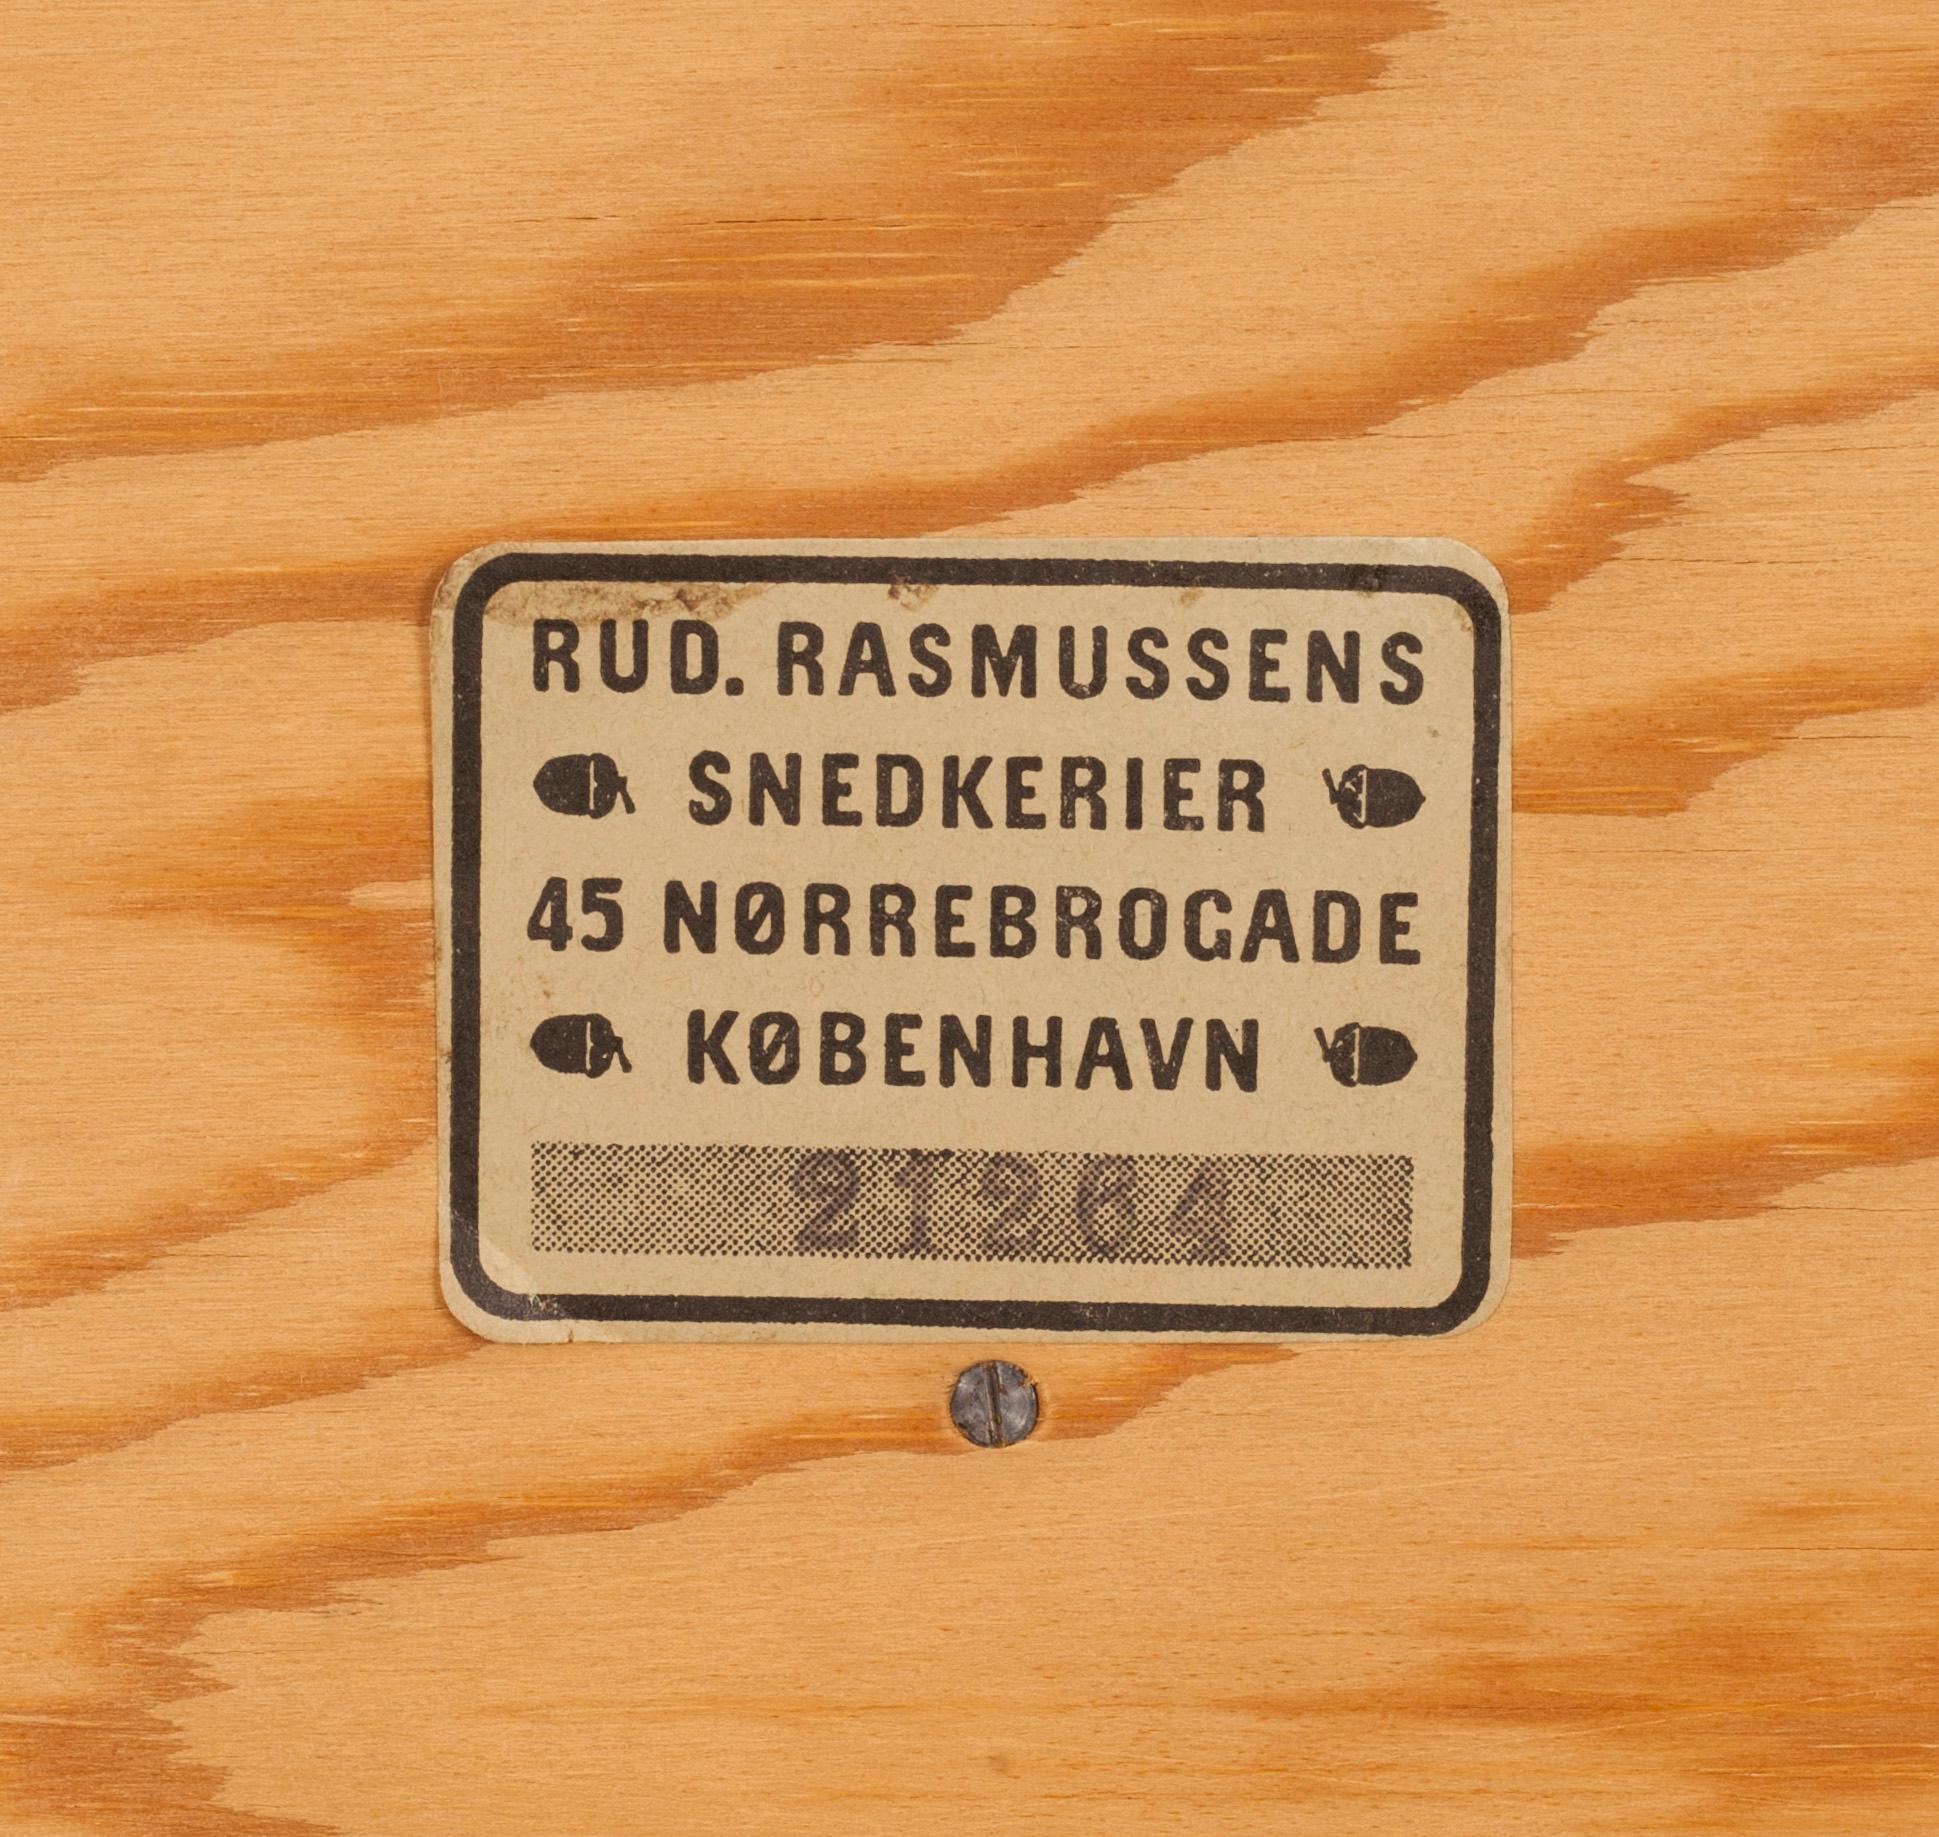 RUD. RASMUSSENS
SNEDKERIER
45 NØRREBROGADE
KØBENHAVN
21264